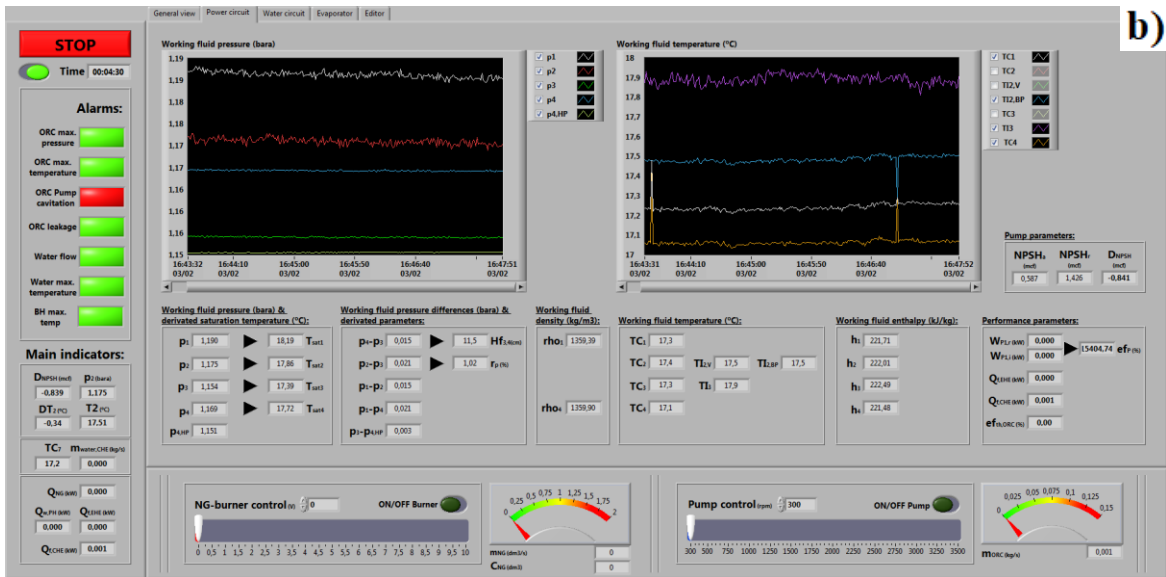 General view Power circuit Water circuit Evaporator Editor
b)
STOP
Time 00:04:30
Alarms:
ORC max.
pressure
ORC max.
temperature
ORC Pump
cavitation
ORC leakage
Water flow
Water max.
temperature
BH max.
temp
Main indicators:
DNPSH (mcf) p2 (bara)
-0,839 1,175
DT2 (ºC) T2 (ºC)
-0,34 17,51
TC7 mwater,CHE (kg/s)
17,2 0,000
QNG (kW) 0,000
Qw,PH (kW) Qf,EHE (kW)
0,000 0,000
Qf,CHE (kW) 0,001
Working fluid pressure (bara)
1,19
1,19
1,18
1,18
1,17
1,17
1,16
1,16
1,15
1,15
16:43:32 16:44:10 16:45:00 16:45:50 16:46:40 16:47:51
03/02 03/02 03/02 03/02 03/02 03/02
p1
p2
p3
p4
p4,HP
Working fluid temperature (ºC)
18
17,9
17,8
17,7
17,6
17,5
17,4
17,3
17,2
17,1
17
16:43:31 16:44:10 16:45:00 16:45:50 16:46:40 16:47:52
03/02 03/02 03/02 03/02 03/02 03/02
TC1
TC2
TI2,V
TI2,BP
TC3
TI3
TC4
Pump parameters:
NPSHa NPSHr DNPSH
(mcf) (mcf) (mcf)
0,587 1,426 -0,841
Working fluid pressure (bara) &
derivated saturation temperature (ºC):
p1 1,190 18,19 Tsat1
p2 1,175 17,86 Tsat2
p3 1,154 17,39 Tsat3
p4 1,169 17,72 Tsat4
p4,HP 1,151
Working fluid pressure differences (bara) &
derivated parameters:
p4-p3 0,015 11,5
p2-p3 0,021 1,02 rp (%)
p1-p2 0,015
p1-p4 0,021
p3-p4,HP 0,003
Working fluid
density (kg/m3):
1359,39
rho4 1359,90
Working fluid temperature (ºC):
TC1 17,3
TC2 17,4 TI2,V 17,5 TI2,BP 17,5
TC3 17,3 TI3 17,9
TC4 17,1
Working fluid enthalpy (kJ/kg):
h1 221,71
h2 222,01
h3 222,49
h4 221,48
Performance parameters:
0,000 15404,74 efP (%)
0,000
Qf,EHE (kW) 0,000
Qf,CHE (kW) 0,001
efth,ORC (%) 0,00
NG-burner control (V) 0 ON/OFF Burner
0 0,5 1 1,5 2 2,5 3 3,5 4 4,5 5 5,5 6 6,5 7 7,5 8 8,5 9 9,5 10
0 0,25 0,5 0,75 1 1,25 1,5 1,75 2
mNG (dm3/s) 0
CNG (dm3) 0
Pump control (rpm) 300 ON/OFF Pump
300 500 750 1000 1250 1500 1750 2000 2250 2500 2750 3000 3250 3500
0 0,025 0,05 0,075 0,1 0,125 0,15
mORC (kg/s) 0,001